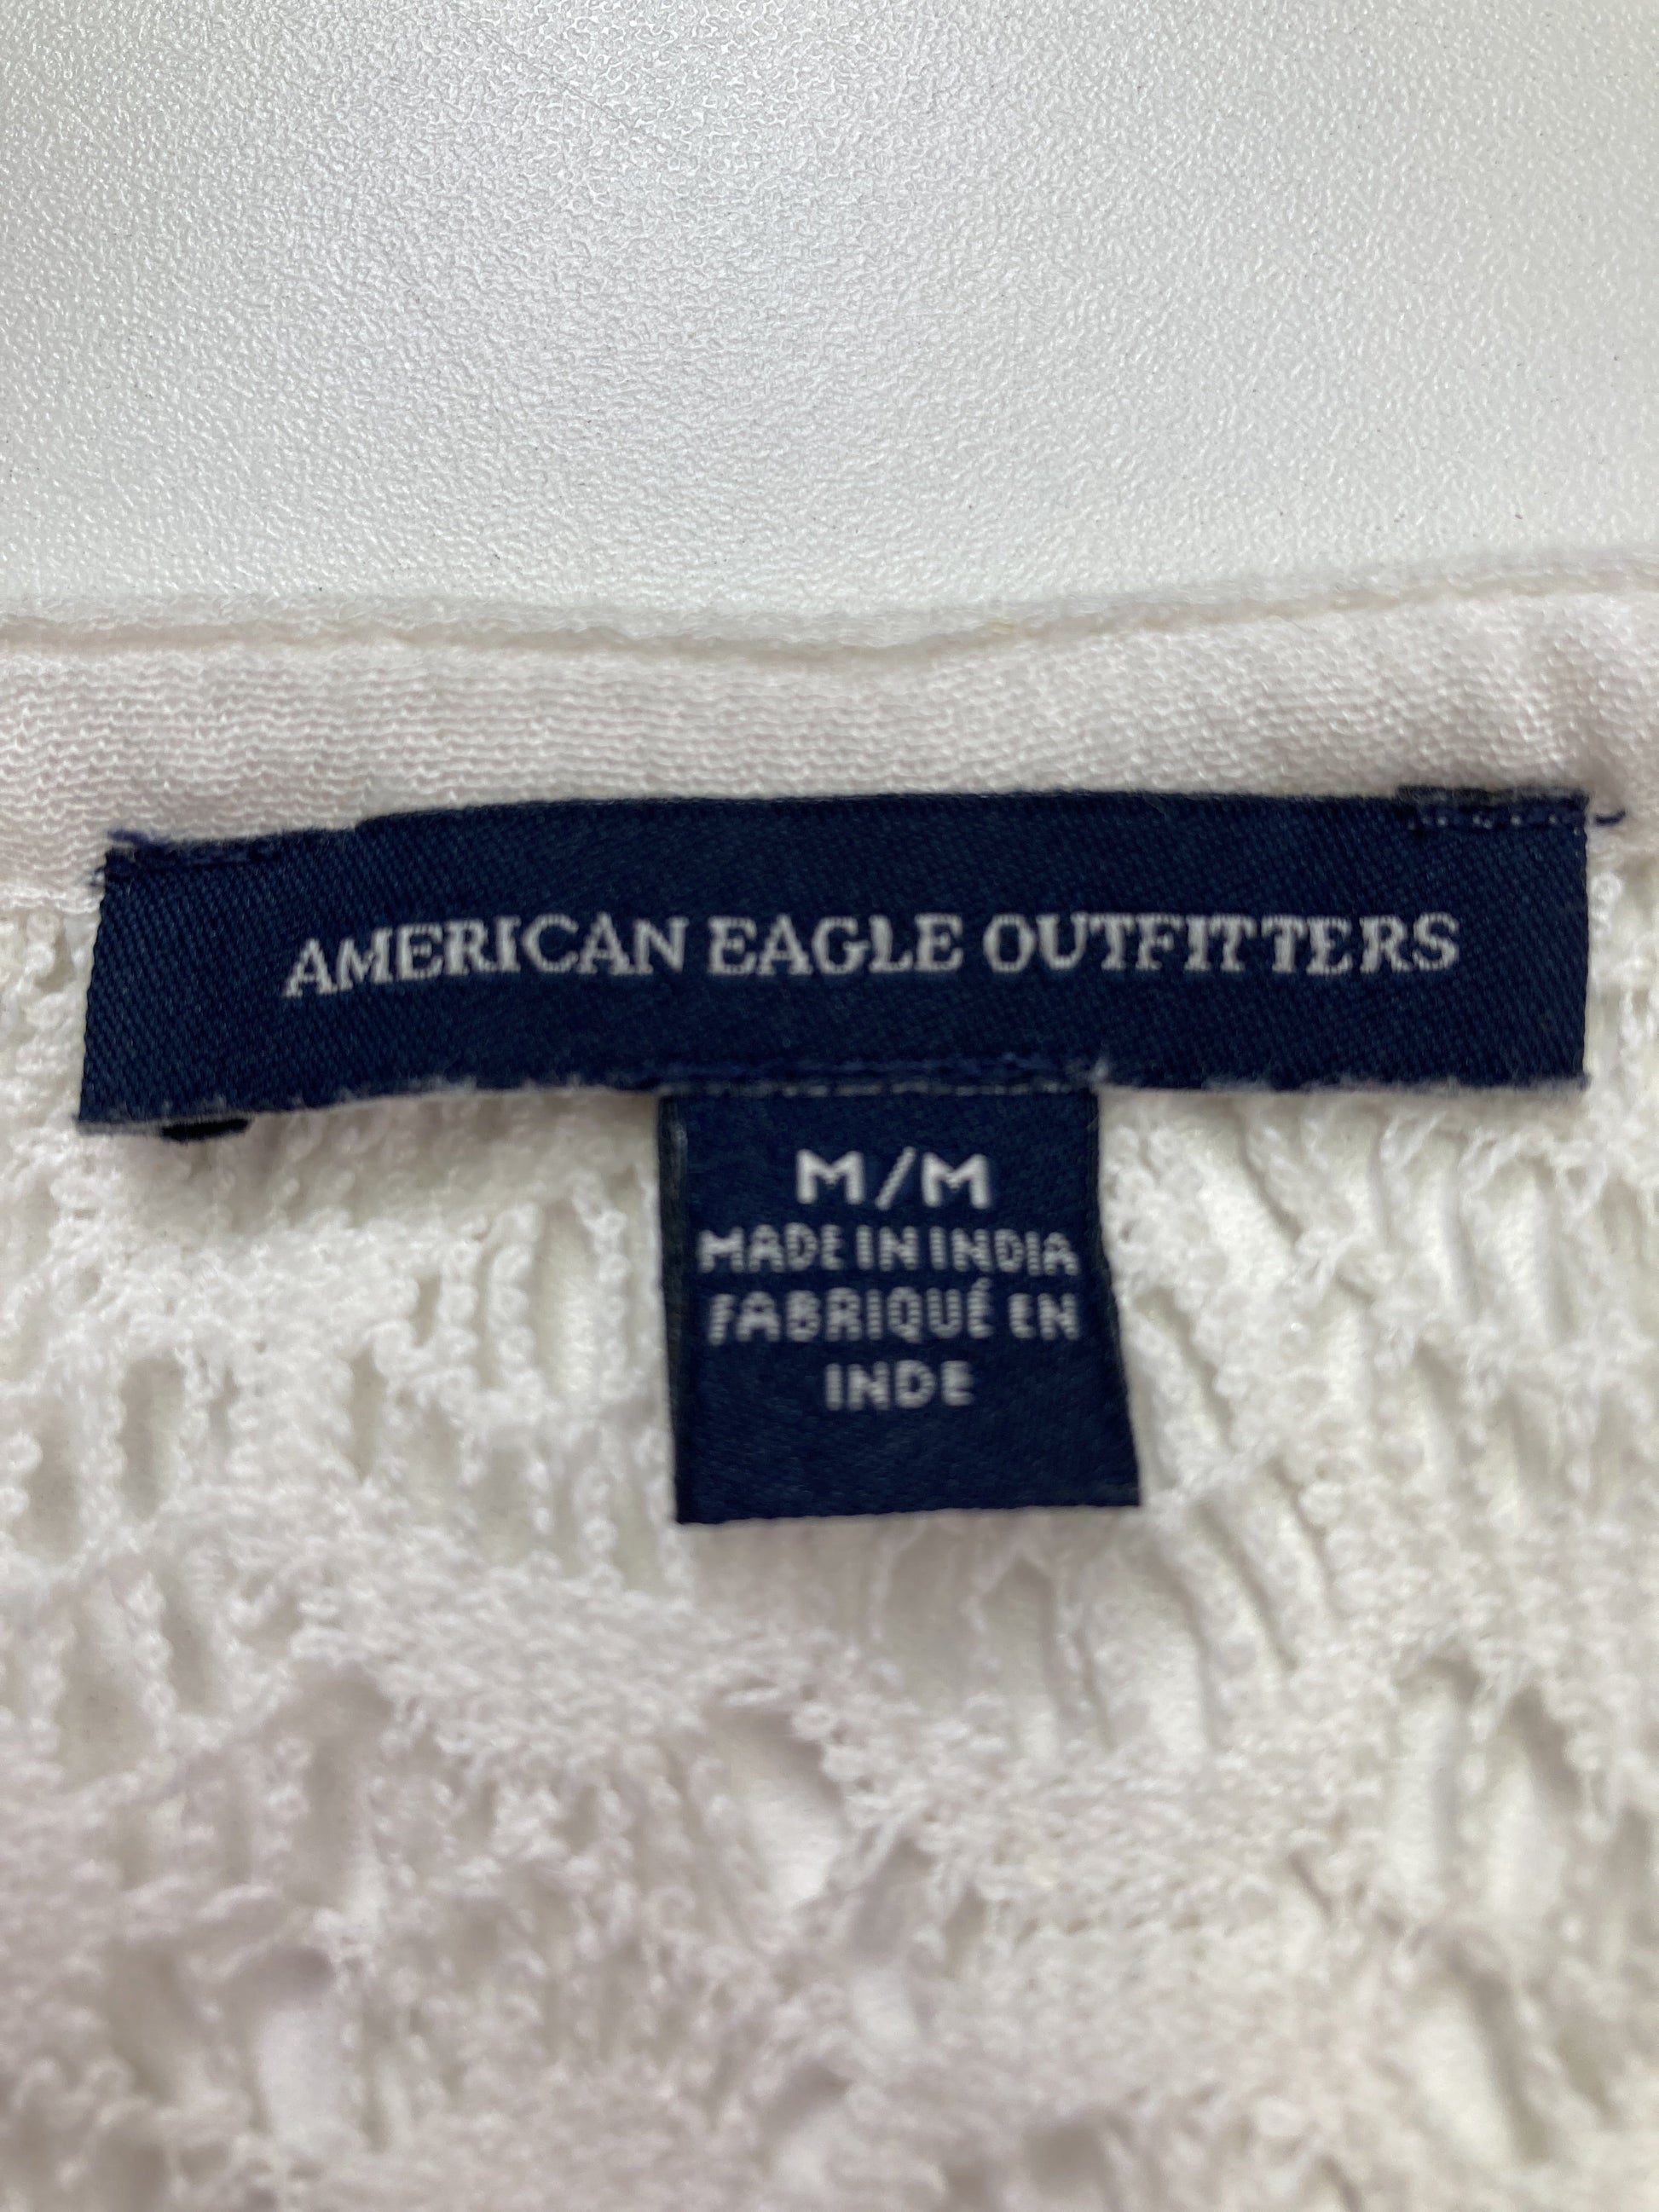 AMERICAN EAGLE OUTFITTERS
M/M
MADE IN INDIA
FABRIQUÉ EN
INDE